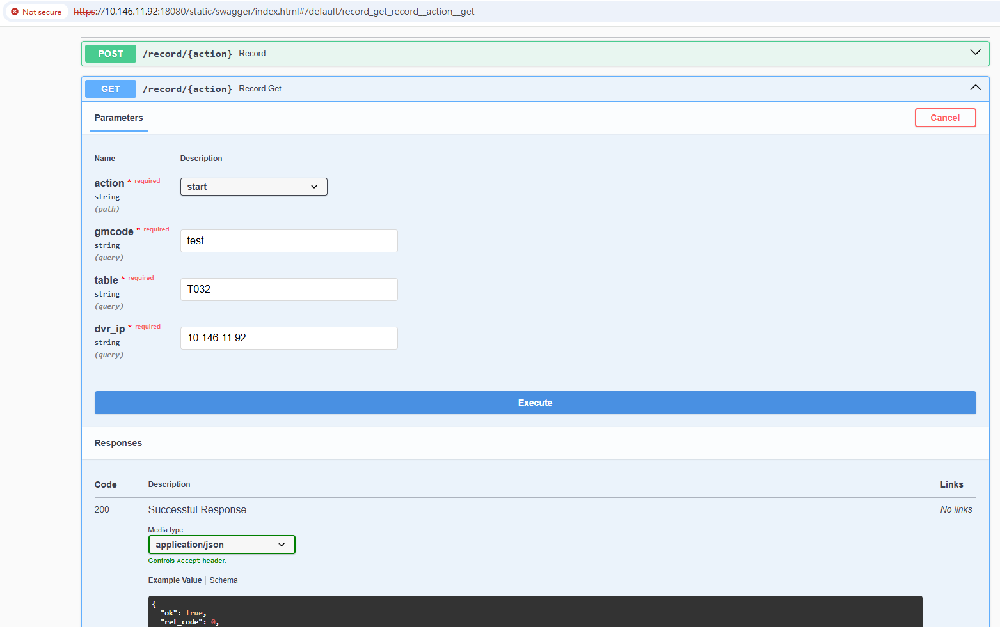 Not secure https://10.146.11.92:18080/static/swagger/index.html#/default/record_get_record__action__get
POST /record/{action} Record
GET /record/{action} Record Get
Parameters Cancel
Name Description
action * required start
string
(path)
gmcode * required
string test
(query)
table * required
string T032
(query)
dvr_ip * required
string 10.146.11.92
(query)
Execute
Responses
Code Description Links
200 Successful Response No links
Media type
application/json
Controls Accept header.
Example Value Schema
{
"ok": true,
"ret_code": 0,